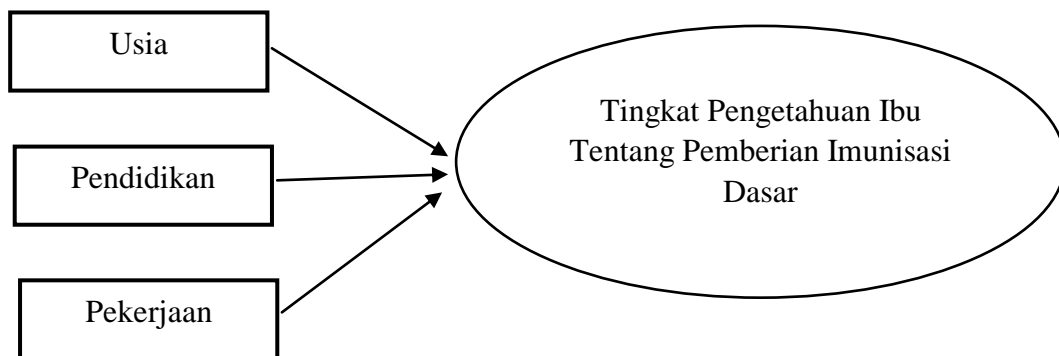 Usia
Pendidikan
Pekerjaan
Tingkat Pengetahuan Ibu
Tentang Pemberian Imunisasi
Dasar